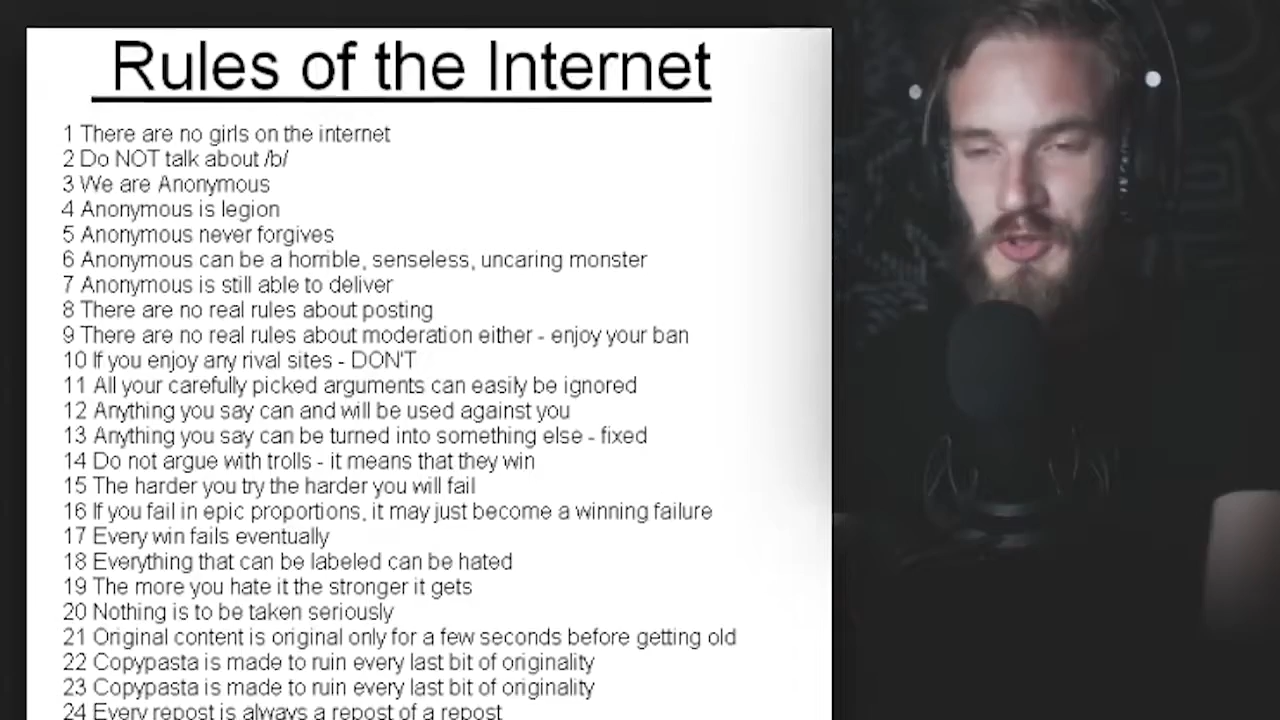 Rules of the Internet
1 There are no girls on the internet
2 Do NOT talk about /b/
3 We are Anonymous
4 Anonymous is legion
5 Anonymous never forgives
6 Anonymous can be a horrible, senseless, uncaring monster
7 Anonymous is still able to deliver
8 There are no real rules about posting
9 There are no real rules about moderation either - enjoy your ban
10 If you enjoy any rival sites - DON'T
11 All your carefully picked arguments can easily be ignored
12 Anything you say can and will be used against you
13 Anything you say can be turned into something else - fixed
14 Do not argue with trolls - it means that they win
15 The harder you try the harder you will fail
16 If you fail in epic proportions, it may just become a winning failure
17 Every win fails eventually
18 Everything that can be labeled can be hated
19 The more you hate it the stronger it gets
20 Nothing is to be taken seriously
21 Original content is original only for a few seconds before getting old
22 Copypasta is made to ruin every last bit of originality
23 Copypasta is made to ruin every last bit of originality
24 Every repost is always a repost of a repost